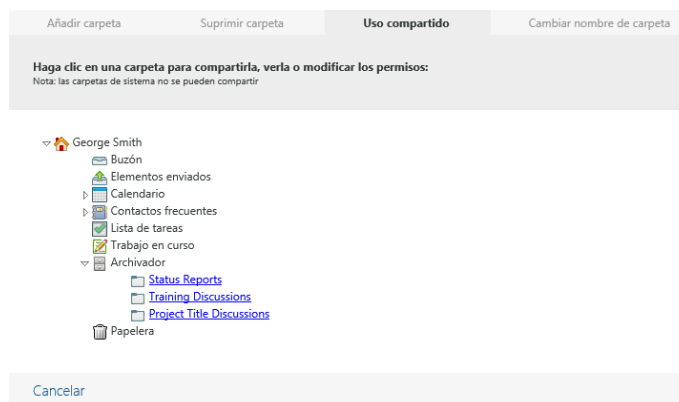 Añadir carpeta Suprimir carpeta Uso compartido Cambiar nombre de carpeta
Haga clic en una carpeta para compartirla, verla o modificar los permisos:
Nota: las carpetas de sistema no se pueden compartir
George Smith
Buzón
Elementos enviados
Calendario
Contactos frecuentes
Lista de tareas
Trabajo en curso
Archivador
Status Reports
Training Discussions
Project Title Discussions
Papelera
Cancelar